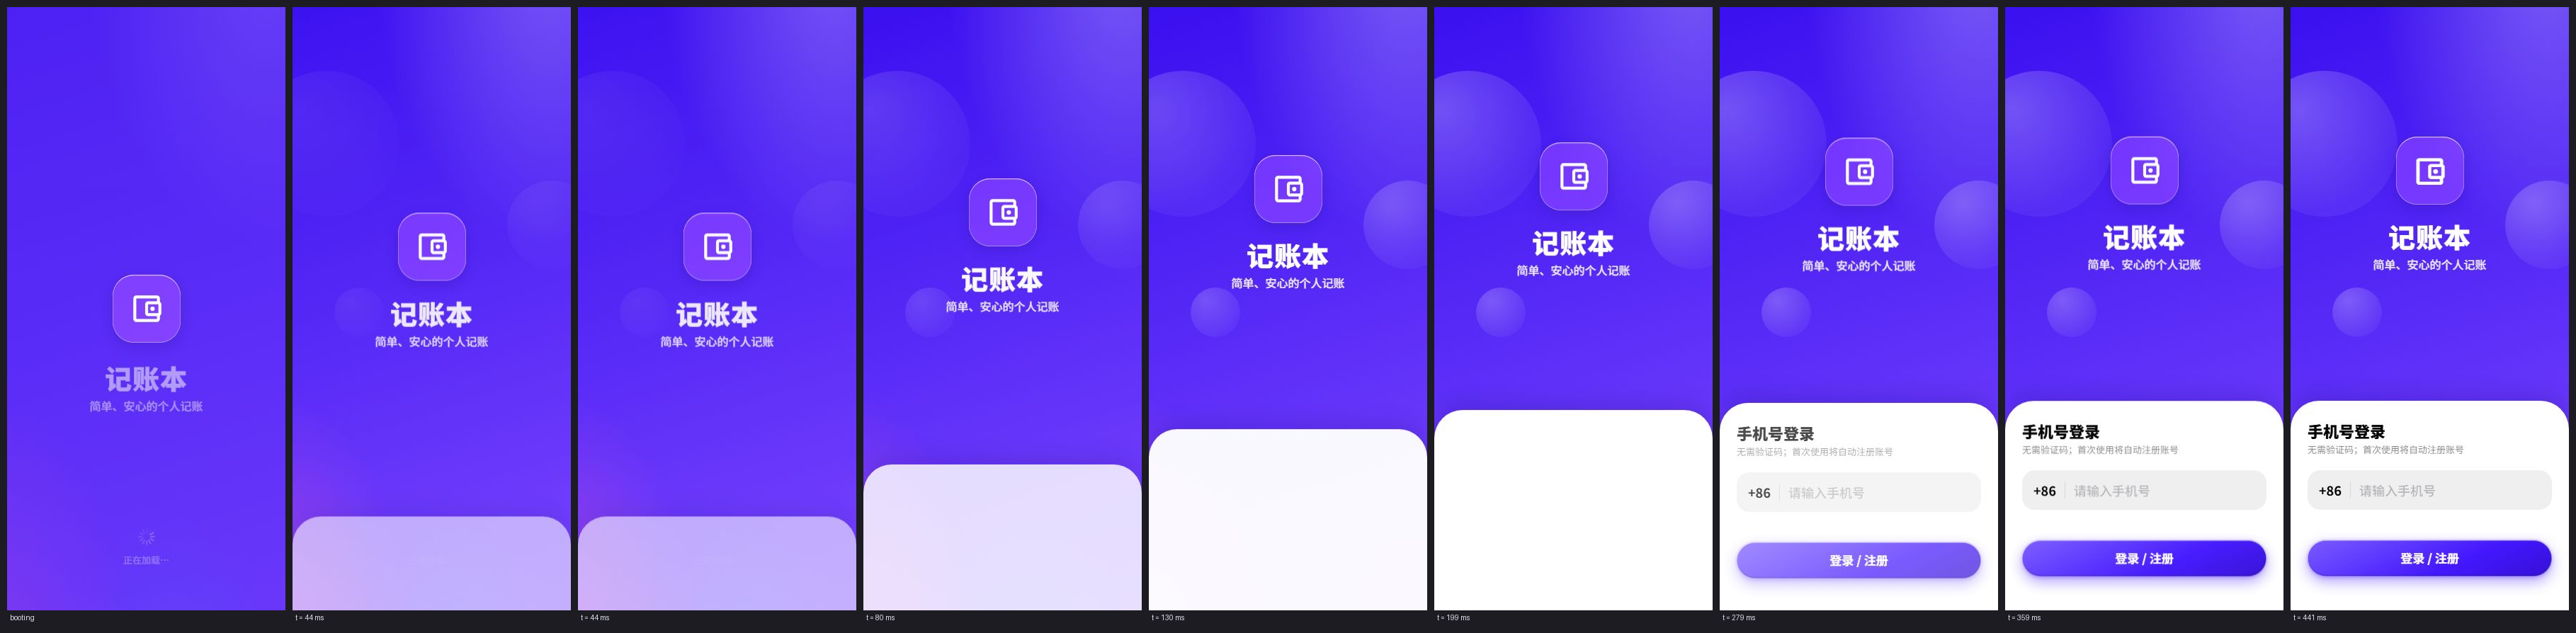 记账本
简单、安心的个人记账
正在加载…
booting
记账本
简单、安心的个人记账
t = 44 ms
记账本
简单、安心的个人记账
t = 44 ms
记账本
简单、安心的个人记账
t = 80 ms
记账本
简单、安心的个人记账
t = 130 ms
记账本
简单、安心的个人记账
t = 199 ms
记账本
简单、安心的个人记账
手机号登录
无需验证码；首次使用将自动注册账号
+86 请输入手机号
登录 / 注册
t = 279 ms
记账本
简单、安心的个人记账
手机号登录
无需验证码；首次使用将自动注册账号
+86 请输入手机号
登录 / 注册
t = 359 ms
记账本
简单、安心的个人记账
手机号登录
无需验证码；首次使用将自动注册账号
+86 请输入手机号
登录 / 注册
t = 441 ms